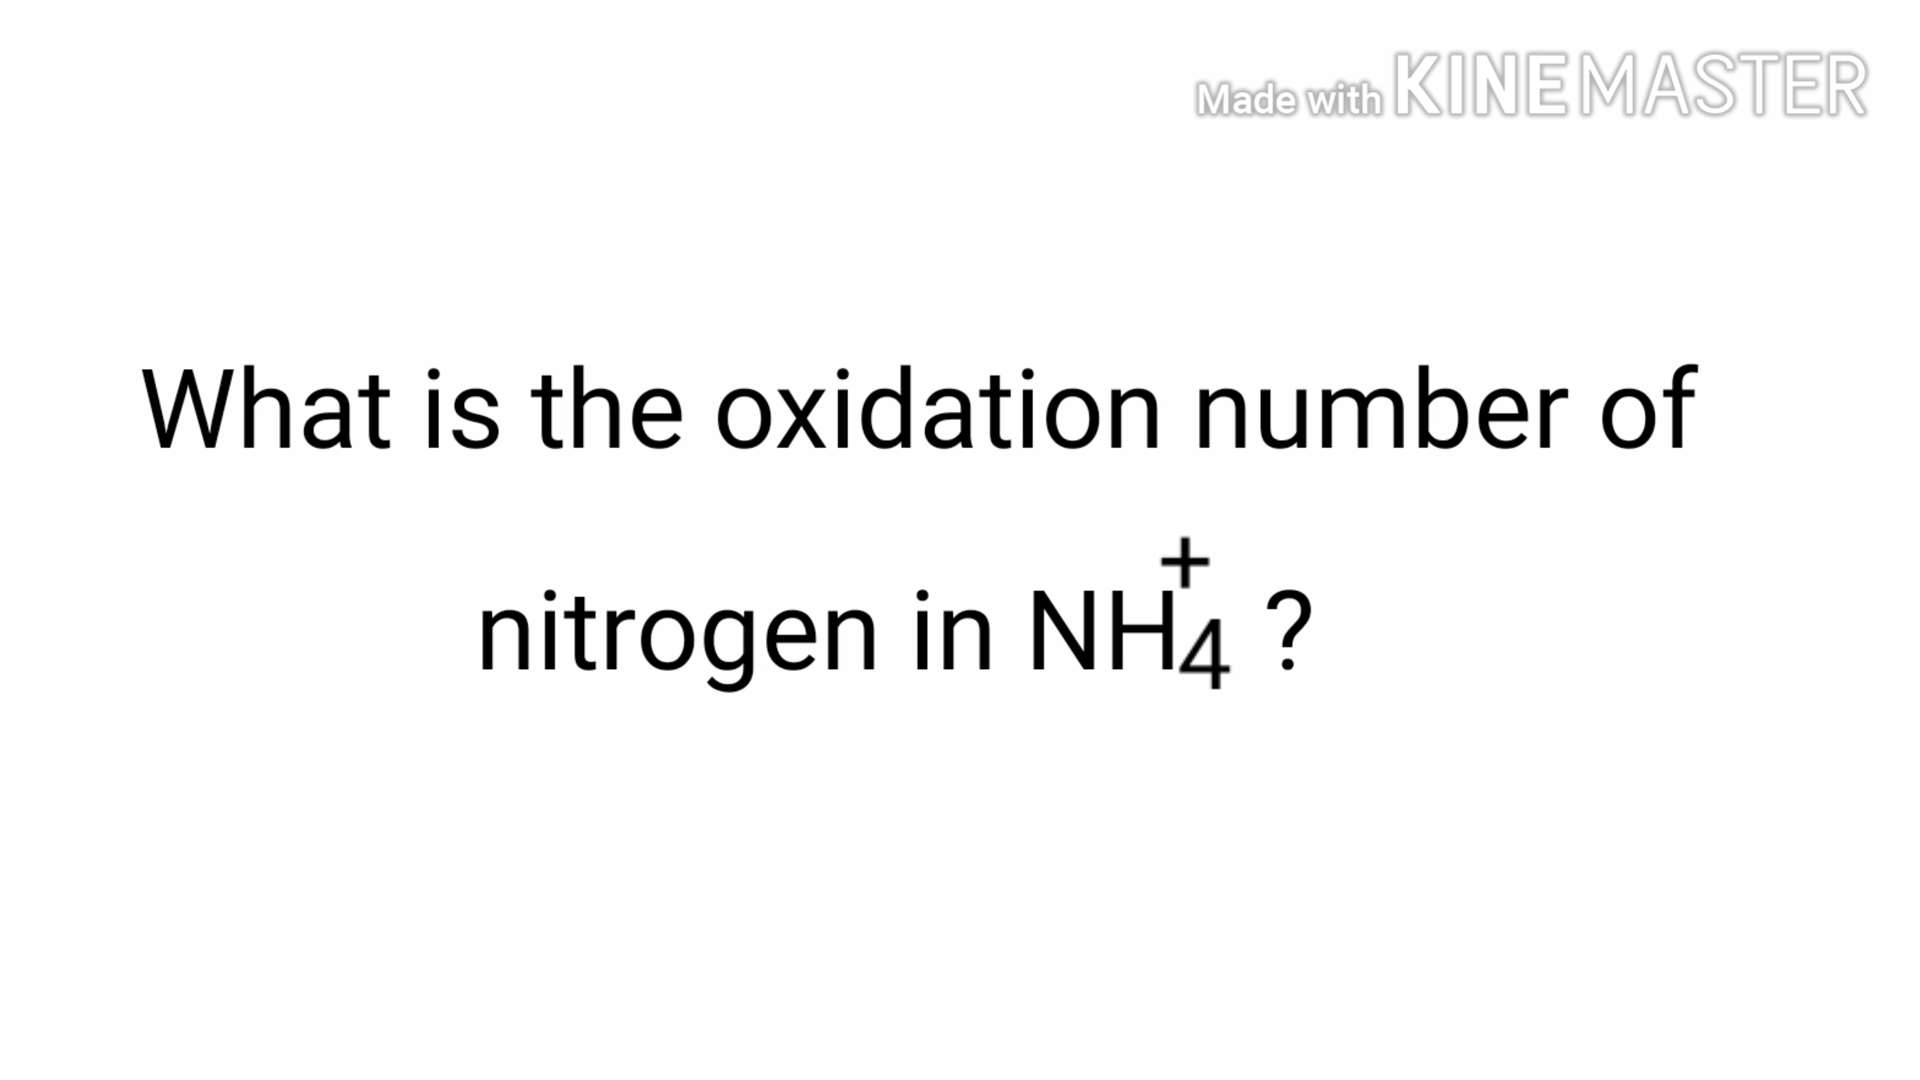 Made with KINEMASTER
What is the oxidation number of
nitrogen in NH₄⁺ ?